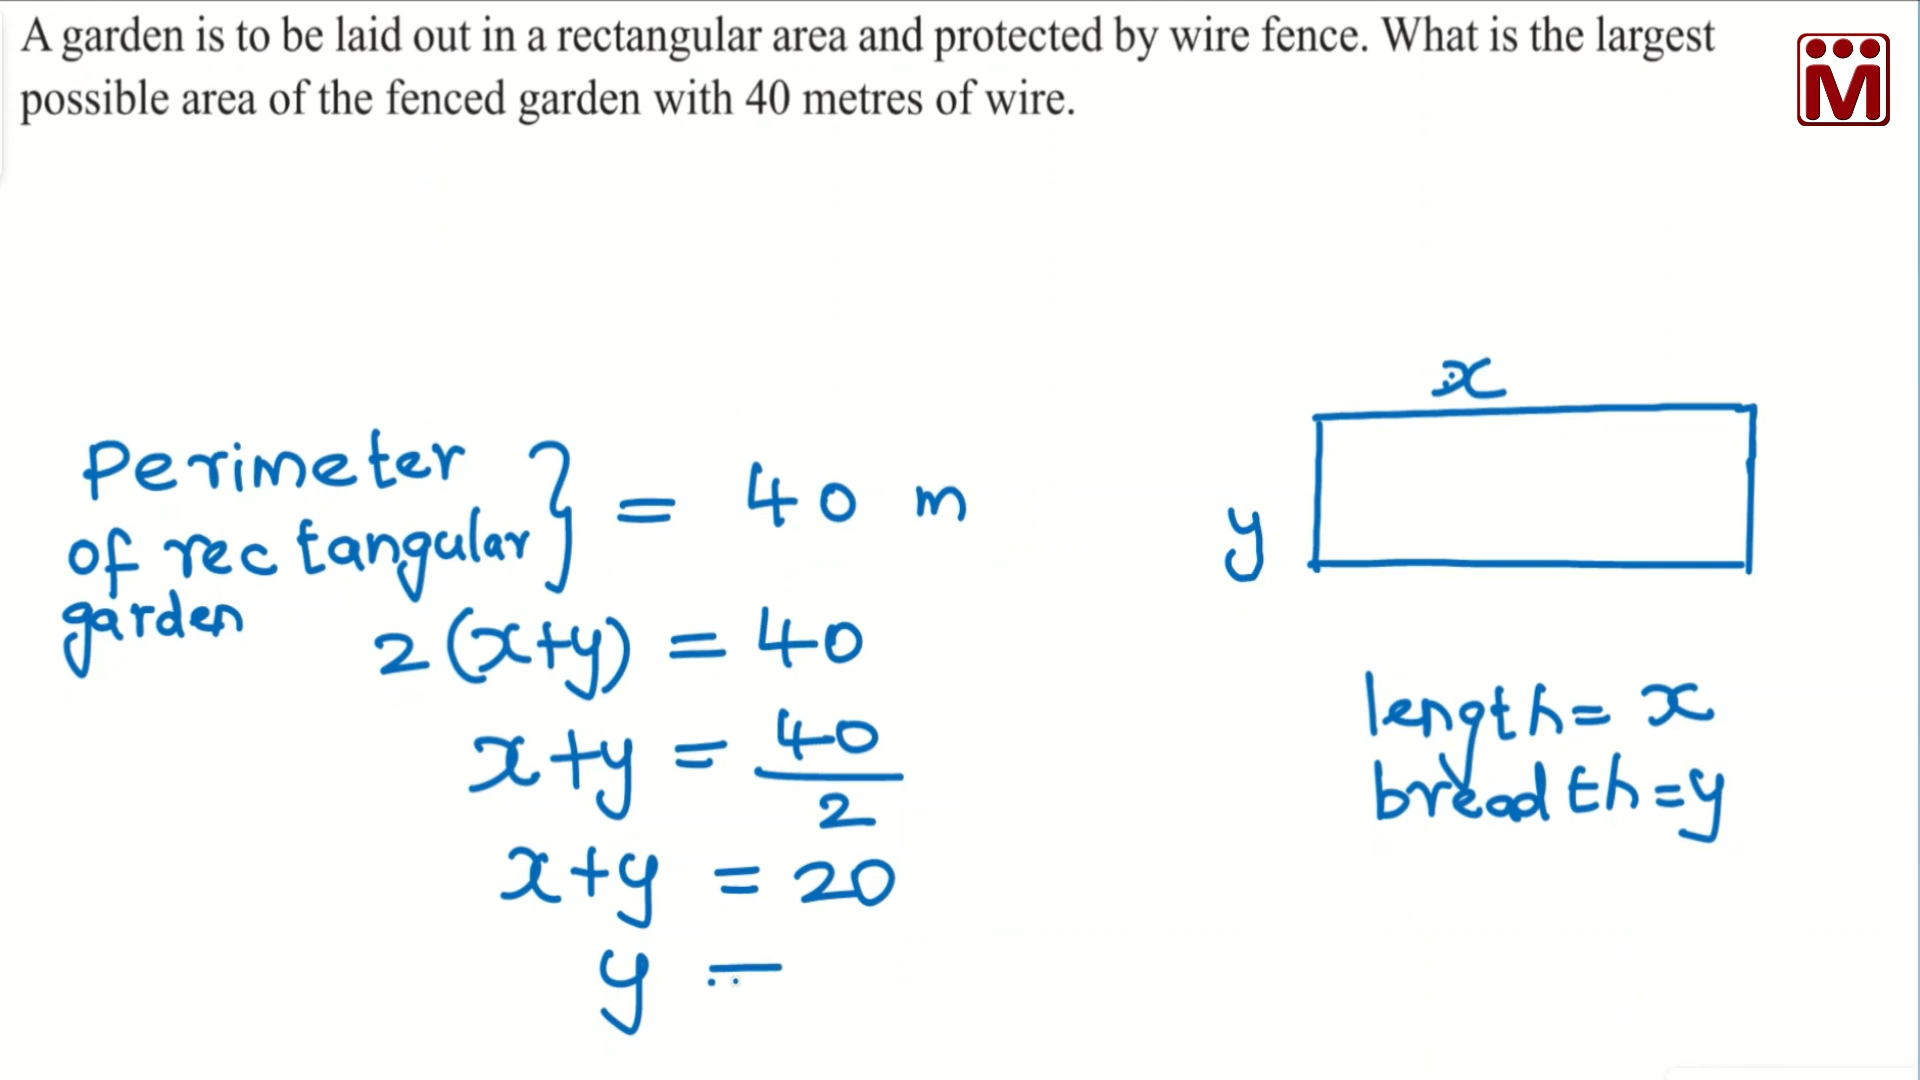 A garden is to be laid out in a rectangular area and protected by wire fence. What is the largest
possible area of the fenced garden with 40 metres of wire.
M
x
Perimeter
of rectangular } = 40 m
garden
y
2(x+y) = 40
x+y = 40/2
x+y = 20
y =
length = x
breadth = y